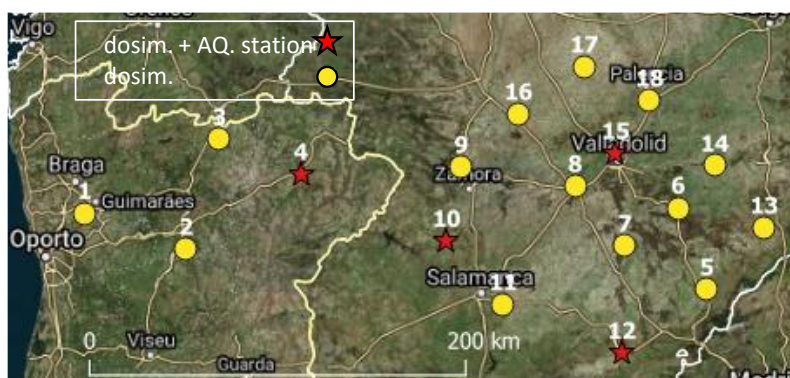 Vigo
dosim. + AQ. station
dosim.
17
Palencia
18
16
3
15
Valladolid
4
9
14
Braga
Zamora
8
1
Guimarães
6
2
10
7
13
Oporto
Salamanca
11
5
12
0
200 km
Viseu
Guarda